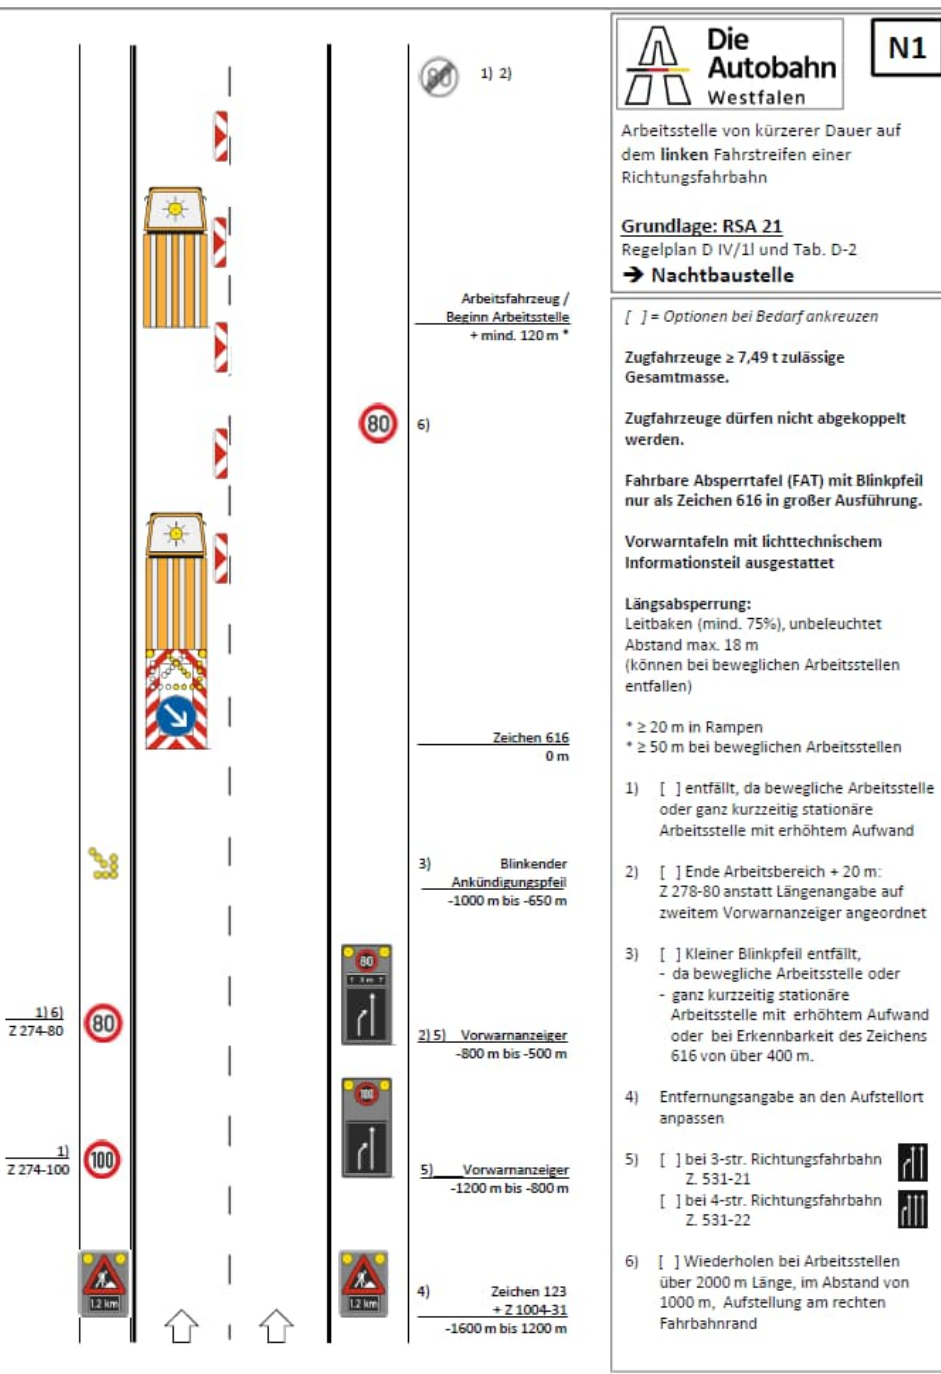 80
1) 2)
Arbeitsfahrzeug /
Beginn Arbeitsstelle
+ mind. 120 m *
80
6)
Zeichen 616
0 m
3) Blinkender
Ankündigungspfeil
-1000 m bis -650 m
80
1) 6)
Z 274-80
80
2) 5) Vorwarnanzeiger
-800 m bis -500 m
100
1)
Z 274-100
100
5) Vorwarnanzeiger
-1200 m bis -800 m
1.2 km
1.2 km
4) Zeichen 123
+ Z 1004-31
-1600 m bis 1200 m
Die
Autobahn
Westfalen
N1
Arbeitsstelle von kürzerer Dauer auf
dem linken Fahrstreifen einer
Richtungsfahrbahn
Grundlage: RSA 21
Regelplan D IV/1l und Tab. D-2
➔ Nachtbaustelle
[ ] = Optionen bei Bedarf ankreuzen
Zugfahrzeuge ≥ 7,49 t zulässige
Gesamtmasse.
Zugfahrzeuge dürfen nicht abgekoppelt
werden.
Fahrbare Absperrtafel (FAT) mit Blinkpfeil
nur als Zeichen 616 in großer Ausführung.
Vorwarntafeln mit lichttechnischem
Informationsteil ausgestattet
Längsabsperrung:
Leitbaken (mind. 75%), unbeleuchtet
Abstand max. 18 m
(können bei beweglichen Arbeitsstellen
entfallen)
* ≥ 20 m in Rampen
* ≥ 50 m bei beweglichen Arbeitsstellen
1) [ ] entfällt, da bewegliche Arbeitsstelle
oder ganz kurzzeitig stationäre
Arbeitsstelle mit erhöhtem Aufwand
2) [ ] Ende Arbeitsbereich + 20 m:
Z 278-80 anstatt Längenangabe auf
zweitem Vorwarnanzeiger angeordnet
3) [ ] Kleiner Blinkpfeil entfällt,
- da bewegliche Arbeitsstelle oder
- ganz kurzzeitig stationäre
Arbeitsstelle mit erhöhtem Aufwand
oder bei Erkennbarkeit des Zeichens
616 von über 400 m.
4) Entfernungsangabe an den Aufstellort
anpassen
5) [ ] bei 3-str. Richtungsfahrbahn
Z. 531-21
[ ] bei 4-str. Richtungsfahrbahn
Z. 531-22
6) [ ] Wiederholen bei Arbeitsstellen
über 2000 m Länge, im Abstand von
1000 m, Aufstellung am rechten
Fahrbahnrand